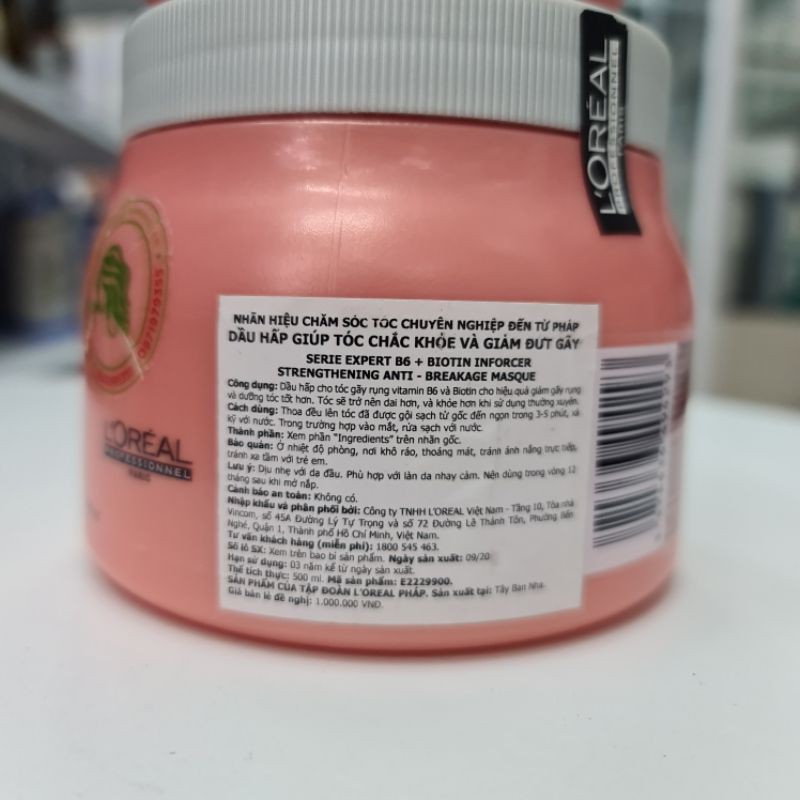 L'ORÉAL
PROFESSIONNEL
PARIS
0971979355
L'ORÉAL
PROFESSIONNEL
PARIS
NHÃN HIỆU CHĂM SÓC TÓC CHUYÊN NGHIỆP ĐẾN TỪ PHÁP
DẦU HẤP GIÚP TÓC CHẮC KHỎE VÀ GIẢM ĐỨT GÃY
SERIE EXPERT B6 + BIOTIN INFORCER
STRENGTHENING ANTI - BREAKAGE MASQUE
Công dụng: Dầu hấp cho tóc gãy rụng vitamin B6 và Biotin cho hiệu quả giảm gãy rụng
và dưỡng tóc tốt hơn. Tóc sẽ trở nên dai hơn, và khỏe hơn khi sử dụng thường xuyên.
Cách dùng: Thoa đều lên tóc đã được gội sạch từ gốc đến ngọn trong 3-5 phút, xả
kỹ với nước. Trong trường hợp vào mắt, rửa sạch với nước.
Thành phần: Xem phần "Ingredients" trên nhãn gốc.
Bảo quản: Ở nhiệt độ phòng, nơi khô ráo, thoáng mát, tránh ánh nắng trực tiếp,
tránh xa tầm với trẻ em.
Lưu ý: Dịu nhẹ với da đầu. Phù hợp với làn da nhạy cảm. Nên dùng trong vòng 12
tháng sau khi mở nắp.
Cảnh báo an toàn: Không có.
Nhập khẩu và phân phối bởi: Công ty TNHH L'OREAL Việt Nam - Tầng 10, Tòa nhà
Vincom, số 45A Đường Lý Tự Trọng và số 72 Đường Lê Thánh Tôn, Phường Bến
Nghé, Quận 1, Thành phố Hồ Chí Minh, Việt Nam.
Tư vấn khách hàng (miễn phí): 1800 545 463.
Số lô SX: Xem trên bao bì sản phẩm. Ngày sản xuất: 09/20
Hạn sử dụng: 03 năm kể từ ngày sản xuất.
Thể tích thực: 500 ml. Mã sản phẩm: E2229900.
SẢN PHẨM CỦA TẬP ĐOÀN L'OREAL PHÁP. Sản xuất tại: Tây Ban Nha.
Giá bán lẻ đề nghị: 1.000.000 VNĐ.